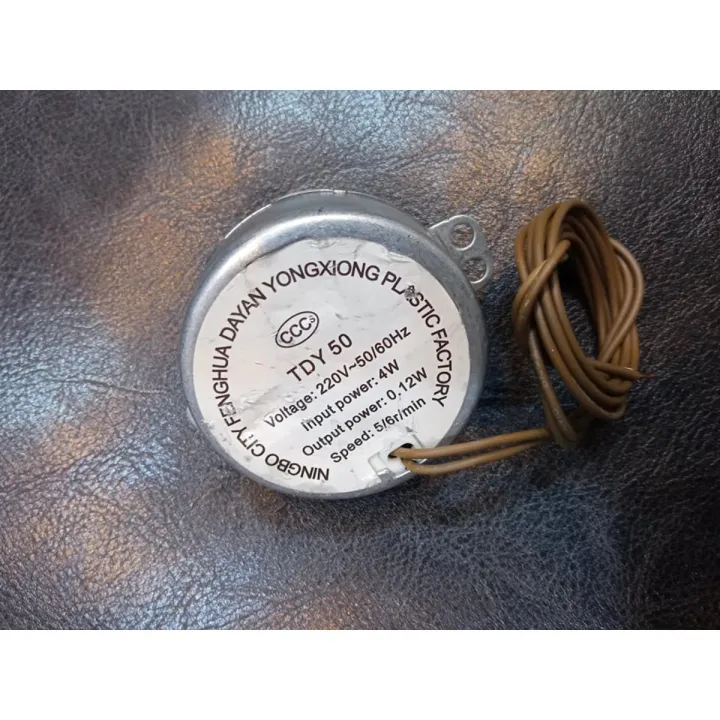 NINGBO CITY FENGHUA DAYAN YONGXIONG PLASTIC FACTORY
CCCs
TDY 50
Voltage: 220V~50/60Hz
Input power: 4W
Output power: 0.12W
Speed: 5/6r/min